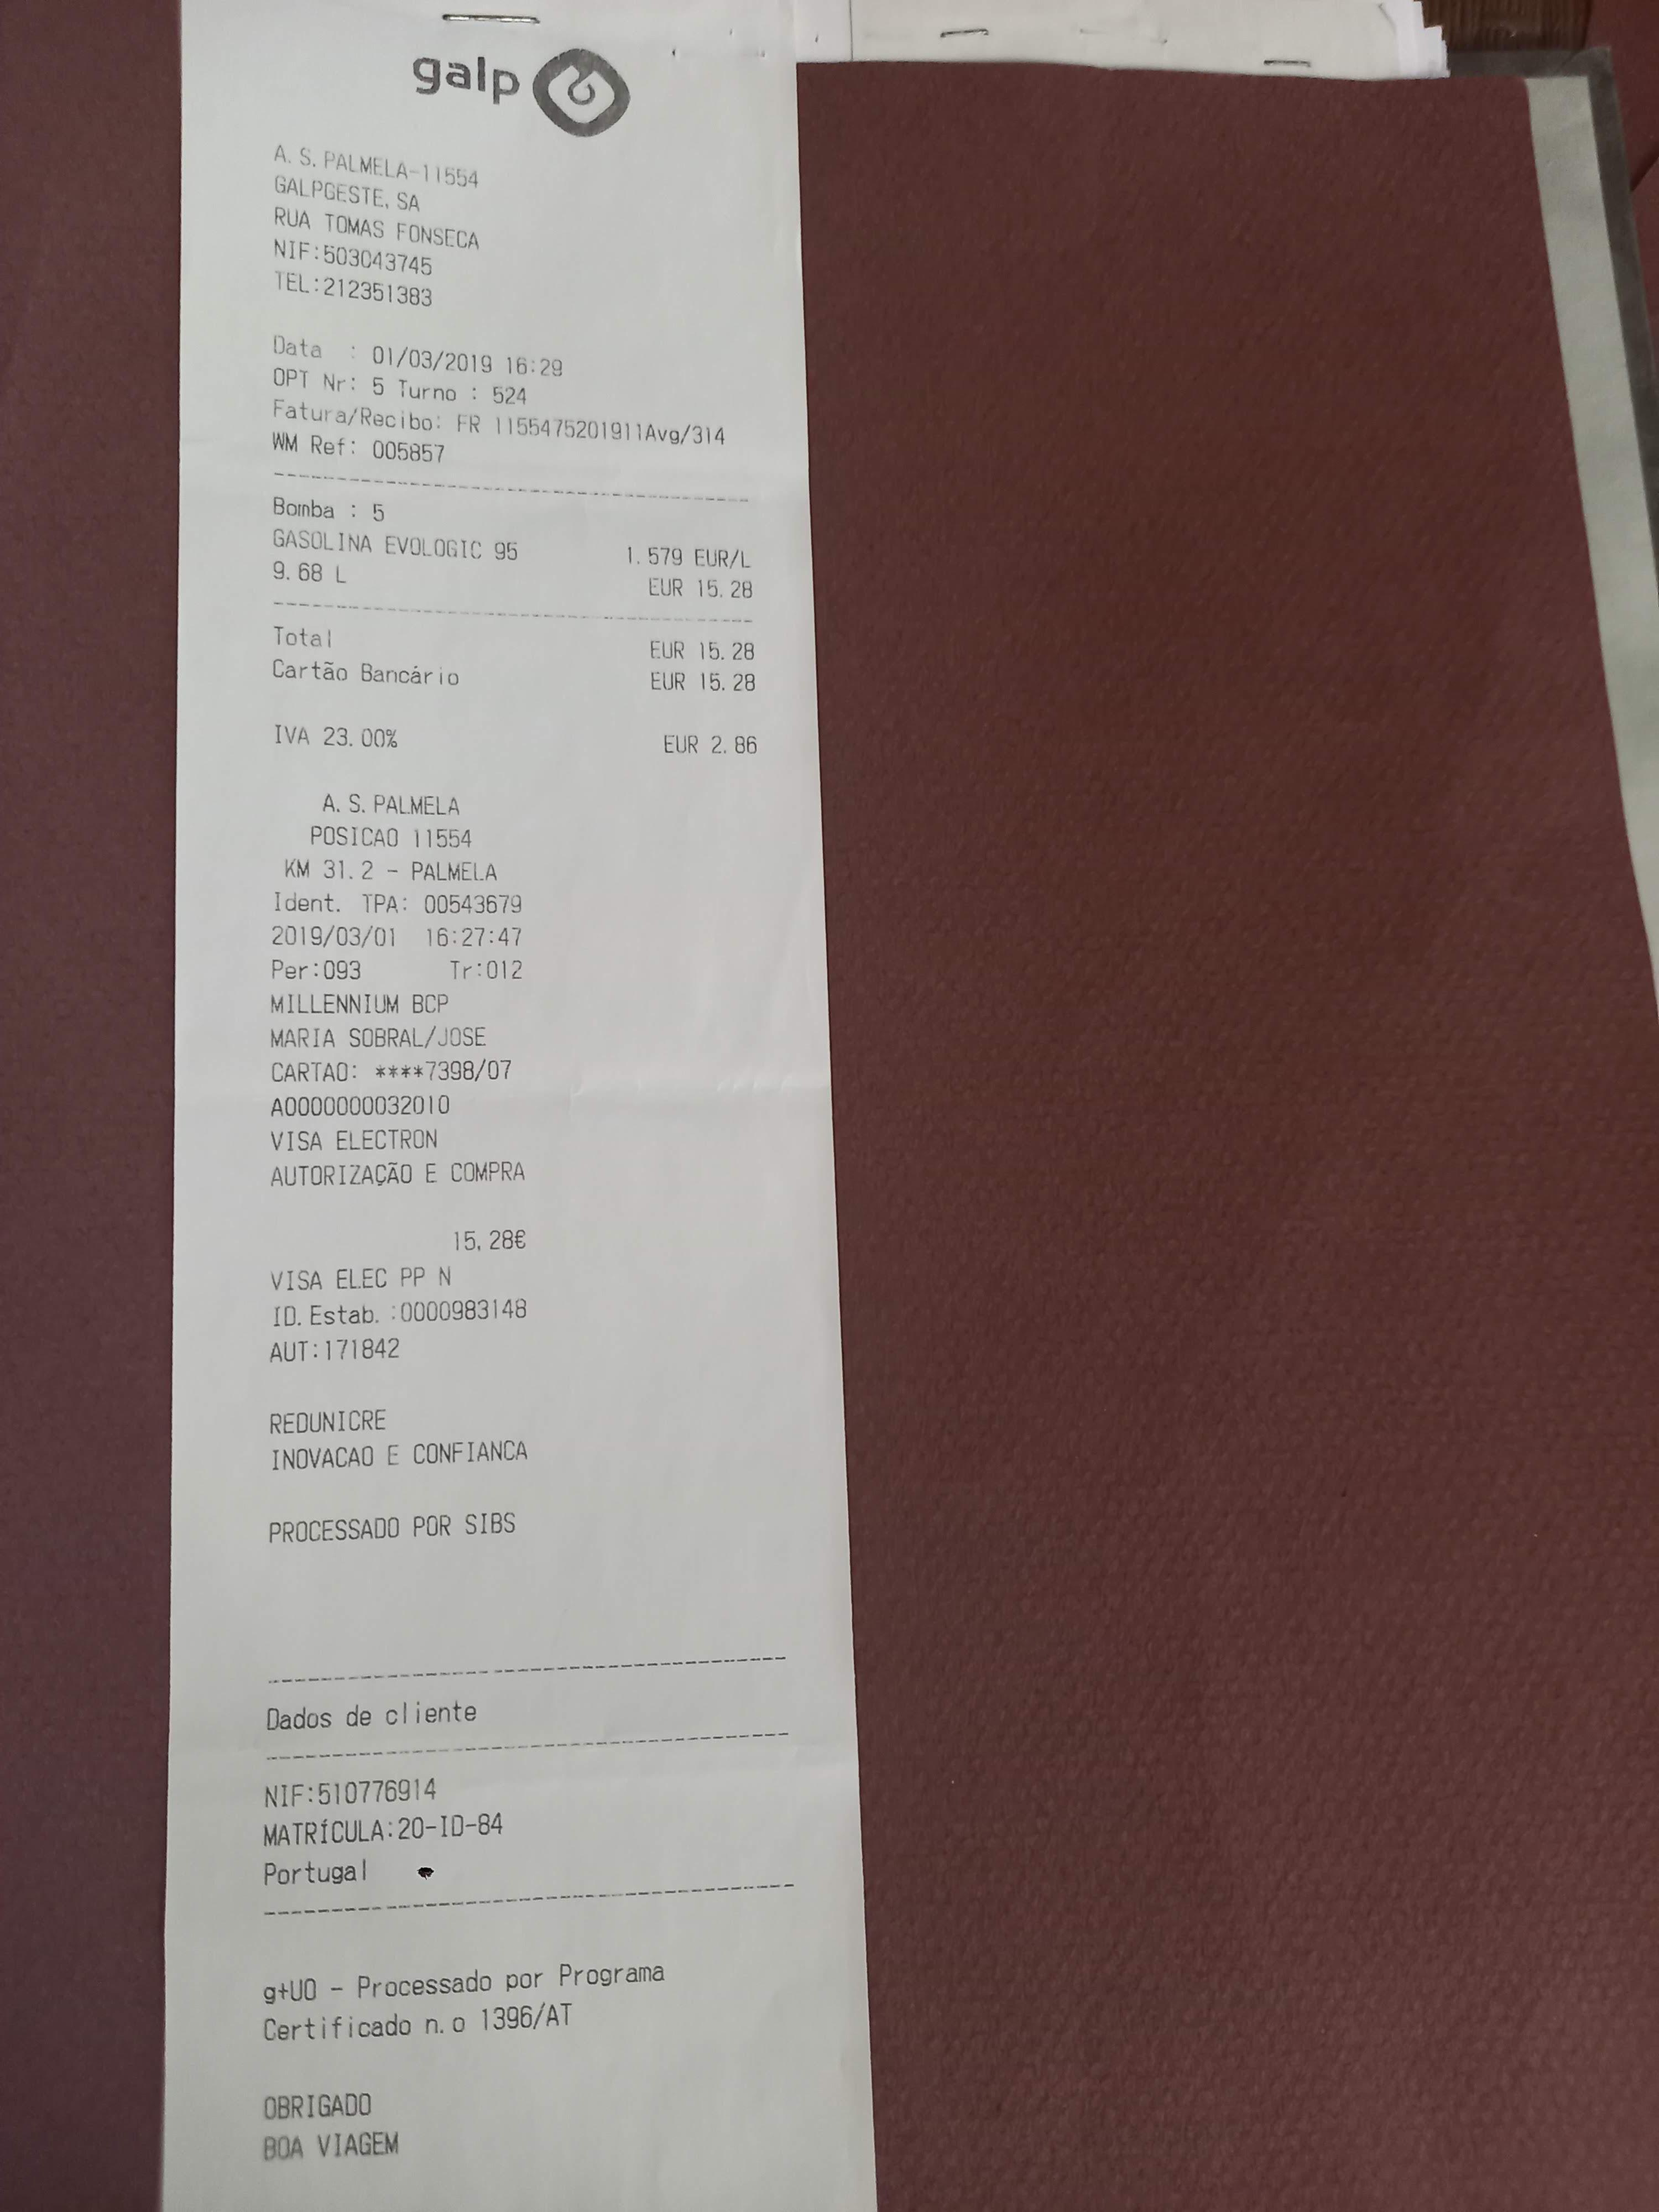 galp
A. S. PALMELA-11554
GALPGESTE, SA
RUA TOMAS FONSECA
NIF:503043745
TEL:212351383
Data : 01/03/2019 16:29
OPT Nr: 5 Turno : 524
Fatura/Recibo: FR 1155475201911Avg/314
WM Ref: 005857
Bomba : 5
GASOLINA EVOLOGIC 95 1.579 EUR/L
9.68 L EUR 15.28
Total EUR 15.28
Cartão Bancário EUR 15.28
IVA 23.00% EUR 2.86
A. S. PALMELA
POSICAO 11554
KM 31.2 - PALMELA
Ident. TPA: 00543679
2019/03/01 16:27:47
Per:093 Tr:012
MILLENNIUM BCP
MARIA SOBRAL/JOSE
CARTAO: ****7398/07
A0000000032010
VISA ELECTRON
AUTORIZAÇÃO E COMPRA
15,28€
VISA ELEC PP N
ID.Estab.:0000983148
AUT:171842
REDUNICRE
INOVACAO E CONFIANCA
PROCESSADO POR SIBS
Dados de cliente
NIF:510776914
MATRÍCULA:20-ID-84
Portugal
g+UO - Processado por Programa
Certificado n.o 1396/AT
OBRIGADO
BOA VIAGEM